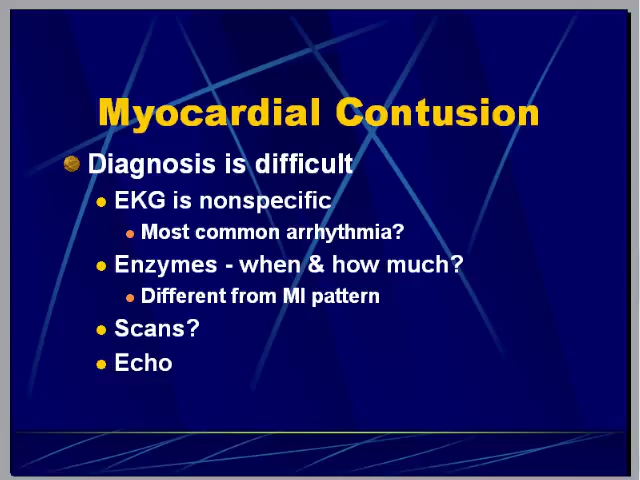 Myocardial Contusion
Diagnosis is difficult
EKG is nonspecific
Most common arrhythmia?
Enzymes - when & how much?
Different from MI pattern
Scans?
Echo